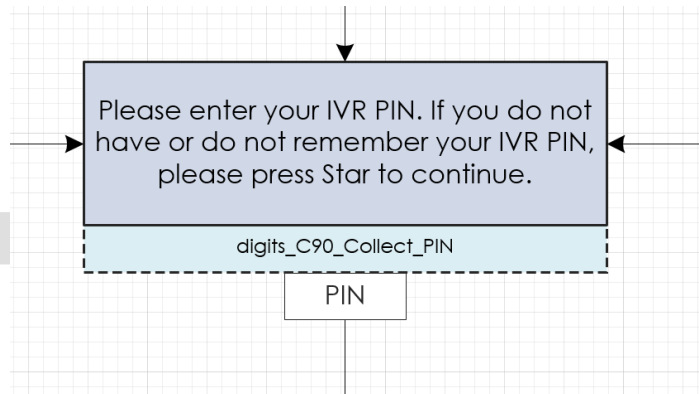 Please enter your IVR PIN. If you do not
have or do not remember your IVR PIN,
please press Star to continue.
digits_C90_Collect_PIN
PIN